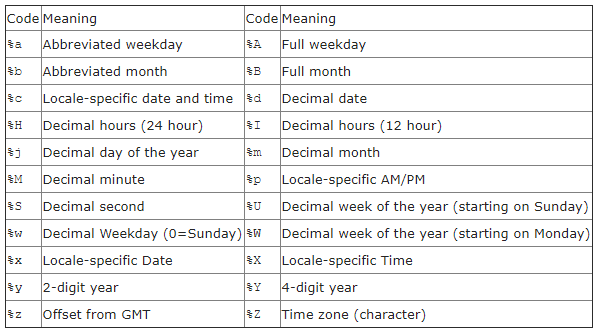 Code Meaning Code Meaning
%a Abbreviated weekday %A Full weekday
%b Abbreviated month %B Full month
%c Locale-specific date and time %d Decimal date
%H Decimal hours (24 hour) %I Decimal hours (12 hour)
%j Decimal day of the year %m Decimal month
%M Decimal minute %p Locale-specific AM/PM
%S Decimal second %U Decimal week of the year (starting on Sunday)
%w Decimal Weekday (0=Sunday) %W Decimal week of the year (starting on Monday)
%x Locale-specific Date %X Locale-specific Time
%y 2-digit year %Y 4-digit year
%z Offset from GMT %Z Time zone (character)